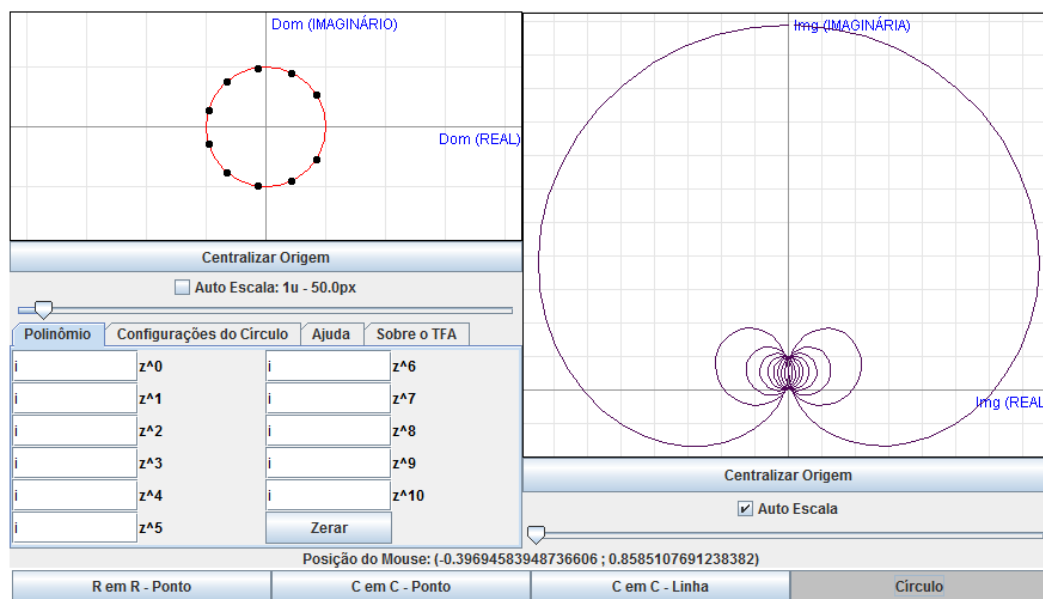 Dom (IMAGINÁRIO)
Dom (REAL)
Img (IMAGINÁRIA)
Img (REAL
Centralizar Origem
Auto Escala: 1u - 50.0px
Polinômio Configurações do Círculo Ajuda Sobre o TFA
i z^0 i z^6
i z^1 i z^7
i z^2 i z^8
i z^3 i z^9
i z^4 i z^10
i z^5 Zerar
Centralizar Origem
Auto Escala
Posição do Mouse: (-0.39694583948736606 ; 0.8585107691238382)
R em R - Ponto C em C - Ponto C em C - Linha Círculo